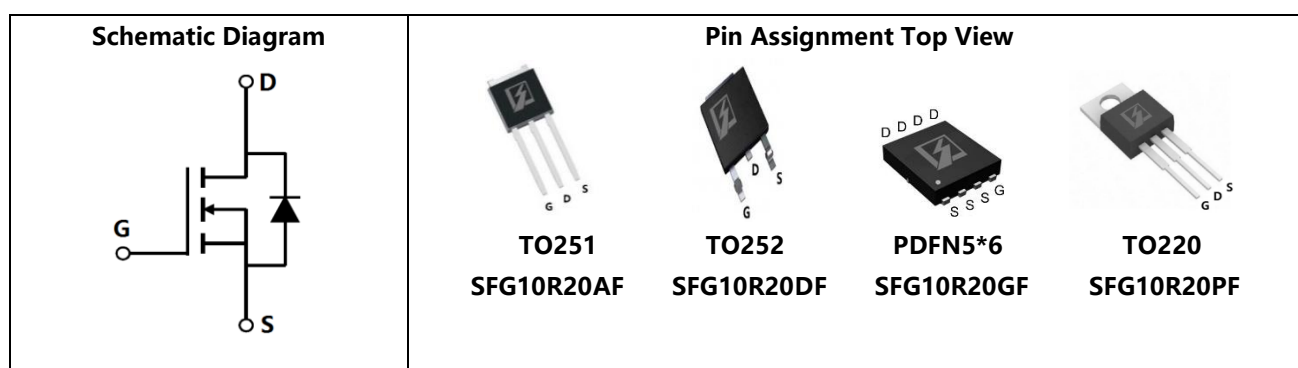 Schematic Diagram
Pin Assignment Top View
D
G
S
G D S
G D S
D D D D
S S S G
G D S
TO251
TO252
PDFN5*6
TO220
SFG10R20AF
SFG10R20DF
SFG10R20GF
SFG10R20PF